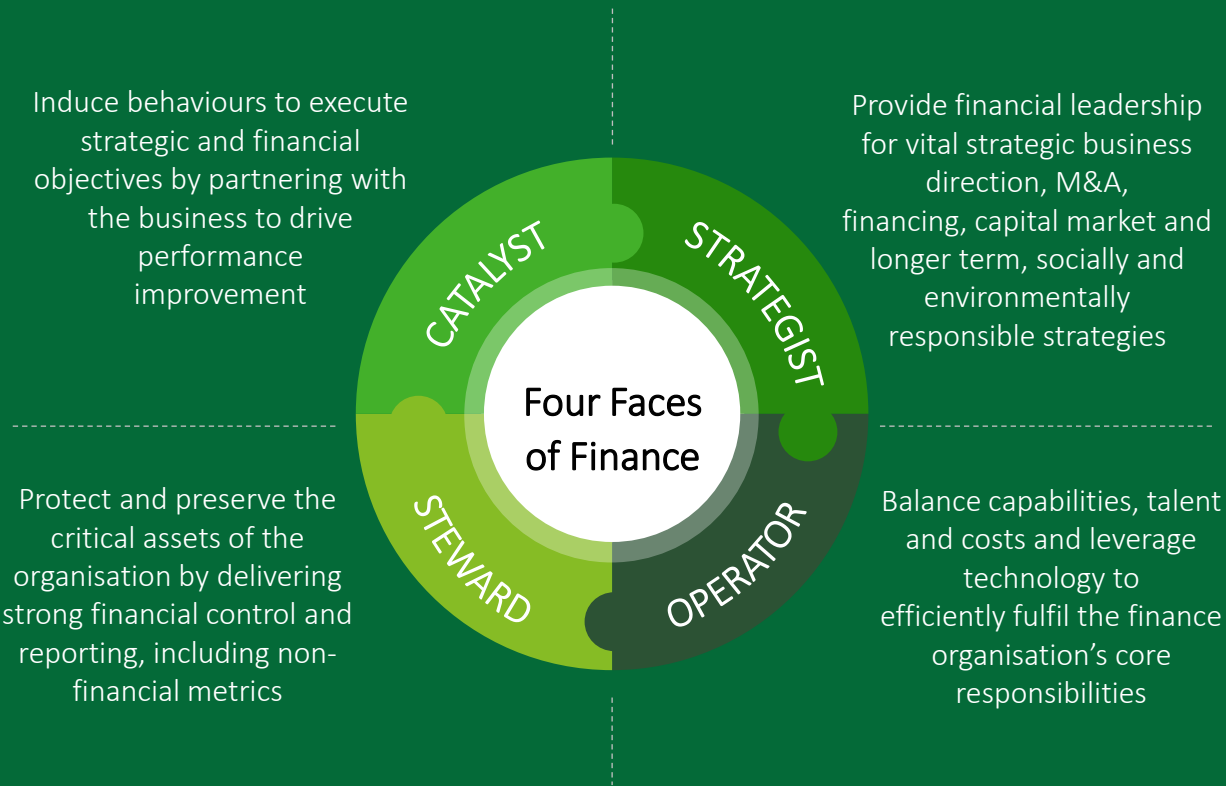 Induce behaviours to execute
strategic and financial
objectives by partnering with
the business to drive
performance
improvement
Provide financial leadership
for vital strategic business
direction, M&A,
financing, capital market and
longer term, socially and
environmentally
responsible strategies
CATALYST
STRATEGIST
Four Faces
of Finance
STEWARD
OPERATOR
Protect and preserve the
critical assets of the
organisation by delivering
strong financial control and
reporting, including non-
financial metrics
Balance capabilities, talent
and costs and leverage
technology to
efficiently fulfil the finance
organisation’s core
responsibilities